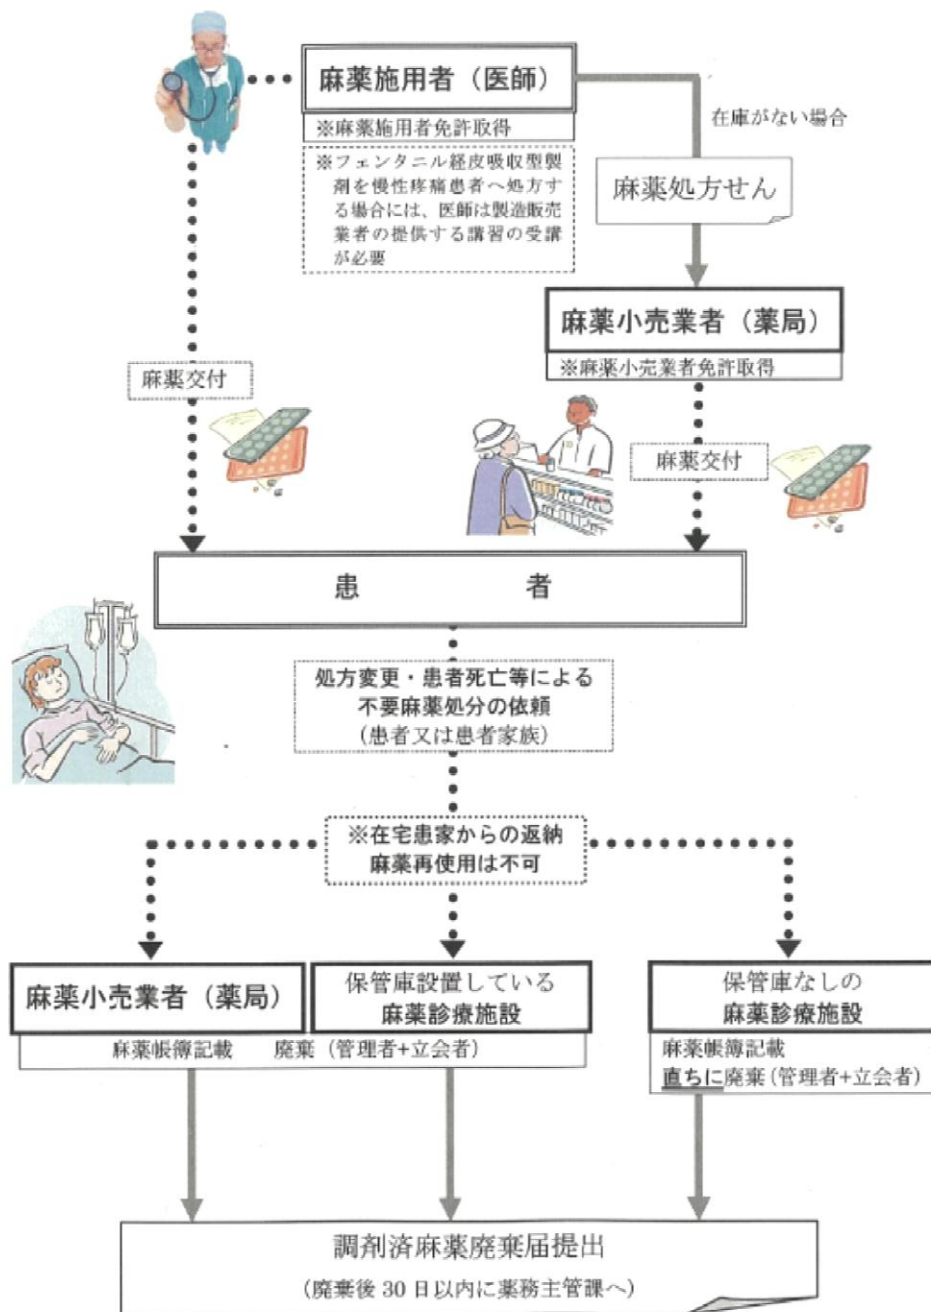 麻薬施用者（医師）
※麻薬施用者免許取得
※フェンタニル経皮吸収型製
剤を慢性疼痛患者へ処方す
る場合には、医師は製造販売
業者の提供する講習の受講
が必要
在庫がない場合
麻薬処方せん
麻薬小売業者（薬局）
※麻薬小売業者免許取得
麻薬交付
麻薬交付
患　　　者
処方変更・患者死亡等による
不要麻薬処分の依頼
（患者又は患者家族）
※在宅患家からの返納
麻薬再使用は不可
麻薬小売業者（薬局）
保管庫設置している
麻薬診療施設
麻薬帳簿記載　　廃棄（管理者+立会者）
保管庫なしの
麻薬診療施設
麻薬帳簿記載
直ちに廃棄（管理者+立会者）
調剤済麻薬廃棄届提出
（廃棄後 30 日以内に薬務主管課へ）